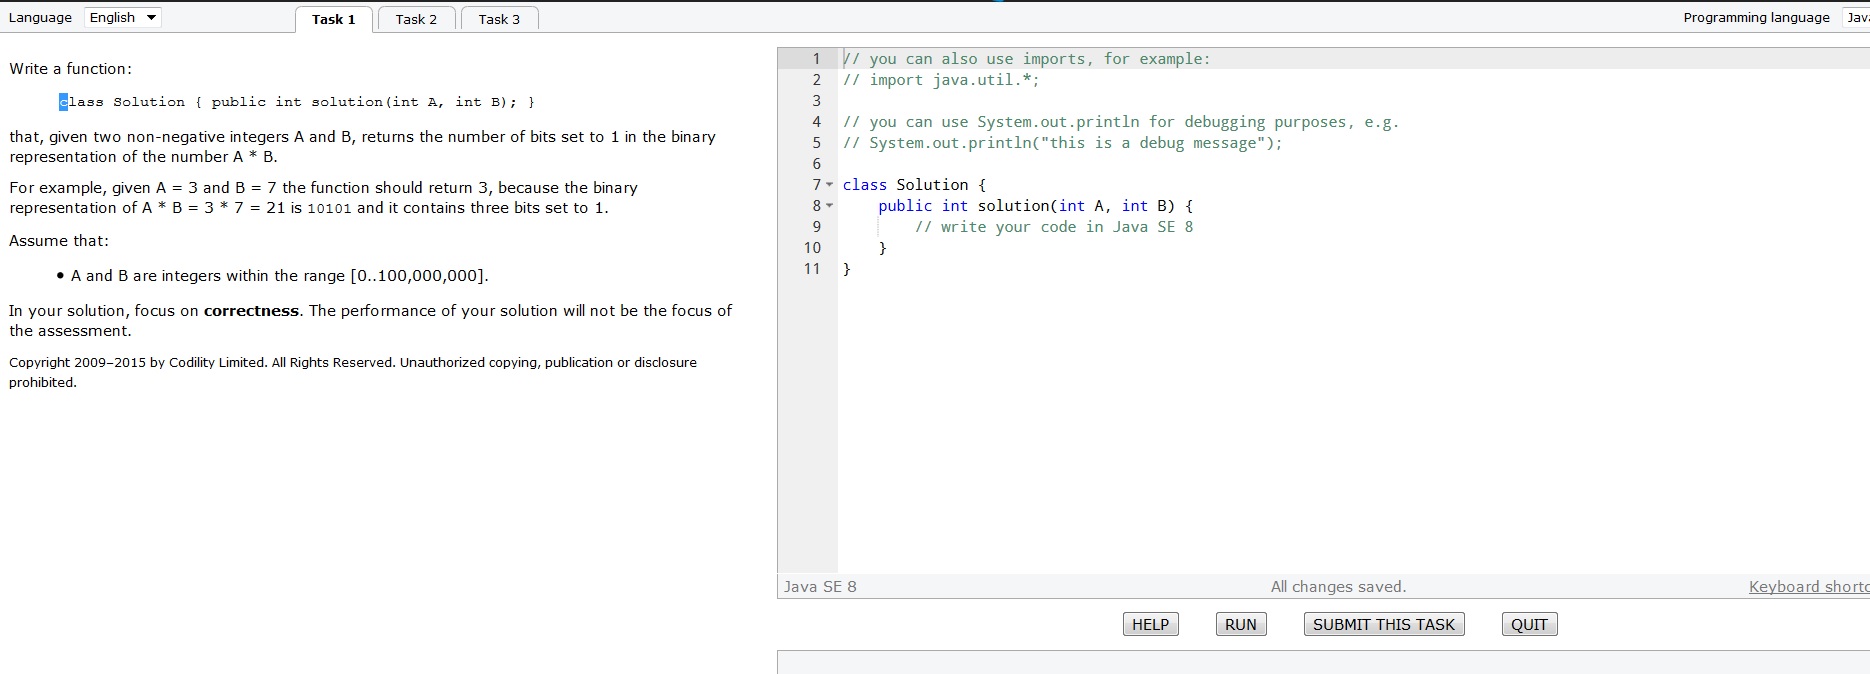 Language English Task 1 Task 2 Task 3 Programming language
Write a function:
class Solution { public int solution(int A, int B); }
that, given two non-negative integers A and B, returns the number of bits set to 1 in the binary
representation of the number A * B.
For example, given A = 3 and B = 7 the function should return 3, because the binary
representation of A * B = 3 * 7 = 21 is 10101 and it contains three bits set to 1.
Assume that:
• A and B are integers within the range [0..100,000,000].
In your solution, focus on correctness. The performance of your solution will not be the focus of
the assessment.
Copyright 2009–2015 by Codility Limited. All Rights Reserved. Unauthorized copying, publication or disclosure
prohibited.
1 // you can also use imports, for example:
2 // import java.util.*;
3
4 // you can use System.out.println for debugging purposes, e.g.
5 // System.out.println("this is a debug message");
6
7 class Solution {
8 public int solution(int A, int B) {
9 // write your code in Java SE 8
10 }
11 }
Java SE 8 All changes saved. Keyboard
HELP RUN SUBMIT THIS TASK QUIT